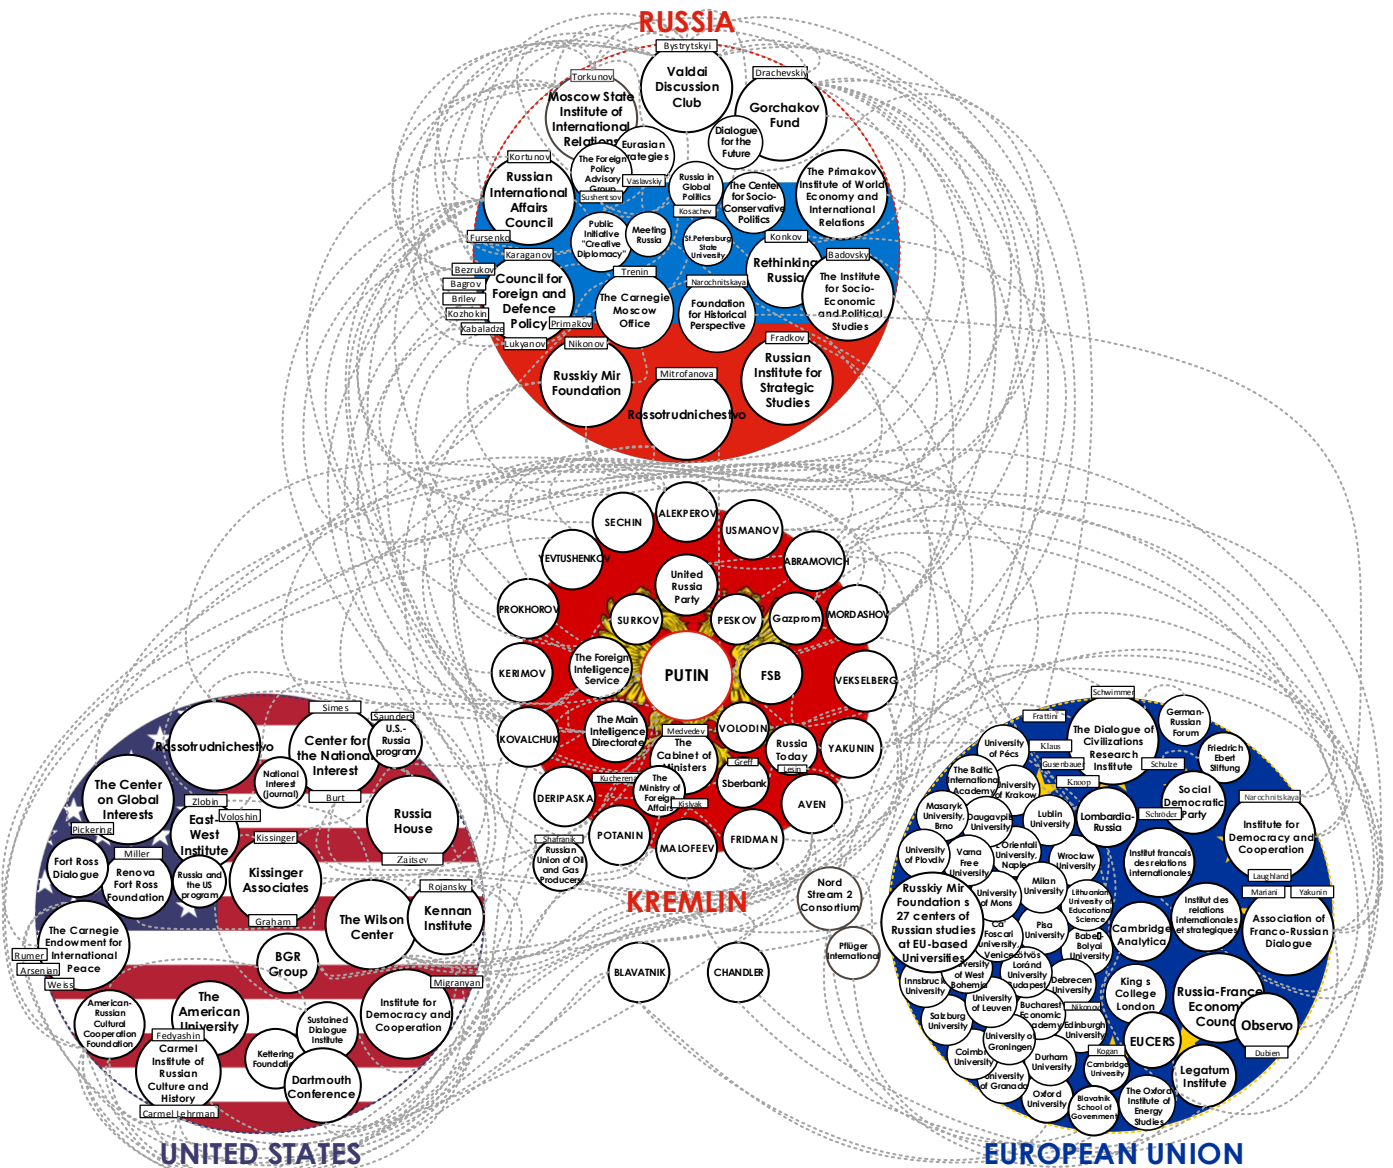 RUSSIA
Bystrytskyi
Valdai
Discussion
Club
Torkunov
Moscow State
Institute of
International
Relations
Drachevskiy
Gorchakov
Fund
Dialogue
for the
Future
Eurasian
The Foreign
Policy
Advisory
Group
Vaslavskiy
Sushentsov
Kortunov
Russian
International
Affairs
Council
Fursenko
Russia in
Global
Politics
Kosachev
The Center
for Socio-
Conservative
Politics
The Primakov
Institute of World
Economy and
International
Relations
Public
Initiative
"Creative
Diplomacy"
Meeting
Russia
St.Petersburg
State
University
Konkov
Rethinking
Russia
Badovsky
The Institute
for Socio-
Economic
and Political
Studies
Karaganov
Council for
Foreign and
Defence
Policy
Bezrukov
Bagrov
Brilev
Kozhokin
Kabaladze
Lukyanov
Primakov
Trenin
The Carnegie
Moscow
Office
Narochnitskaya
Foundation
for Historical
Perspective
Nikonov
Russkiy Mir
Foundation
Mitrofanova
Rossotrudnichestvo
Fradkov
Russian
Institute for
Strategic
Studies
SECHIN
ALEKPEROV
USMANOV
YEVTUSHENKOV
ABRAMOVICH
PROKHOROV
MORDASHOV
United
Russia
Party
SURKOV
PESKOV
Gazprom
KERIMOV
The Foreign
Intelligence
Service
PUTIN
FSB
VEKSELBERG
KOVALCHUK
The Main
Intelligence
Directorate
Medvedev
The
Cabinet of
Ministers
VOLODIN
Russia
Today
Lesin
YAKUNIN
Greff
Sberbank
Kucherena
The
Ministry of
Foreign
Affairs
Kislyak
DERIPASKA
AVEN
POTANIN
MALOFEEV
FRIDMAN
Shafranik
Russian
Union of Oil
and Gas
Producers
KREMLIN
Nord
Stream 2
Consortium
Pflüger
International
BLAVATNIK
CHANDLER
Rossotrudnichestvo
Simes
Center for
the National
Interest
Burt
Saunders
U.S.-
Russia
program
National
Interest
(journal)
The Center
on Global
Interests
Zlobin
Voloshin
East-
West
Institute
Russia
House
Zaitsev
Pickering
Fort Ross
Dialogue
Miller
Renova
Fort Ross
Foundation
Russia and
the US
program
Kissinger
Kissinger
Associates
Graham
The Wilson
Center
Rojansky
Kennan
Institute
The Carnegie
Endowment for
International
Peace
Rumer
Arsenian
Weiss
BGR
Group
Migranyan
Institute for
Democracy and
Cooperation
American-
Russian
Cultural
Cooperation
Foundation
The
American
University
Fedyashin
Carmel
Institute of
Russian
Culture and
History
Carmel Lehrman
Kettering
Foundation
Sustained
Dialogue
Institute
Dartmouth
Conference
UNITED STATES
Schwimmer
The Dialogue of
Civilizations
Research
Institute
Frattini
Klaus
Gusenbauer
Knoop
Schulze
German-
Russian
Forum
Friedrich
Ebert
Stiftung
University
of Pécs
The Baltic
International
Academy
University
of Krakow
Social
Democratic
Party
Schröder
Narochnitskaya
Institute for
Democracy and
Cooperation
Laughland
Masaryk
University,
Brno
Daugavpils
University
Lublin
University
Lombardia-
Russia
University
of Plovdiv
Varna
Free
University
L'Orientali
University,
Naples
Wroclaw
University
Institut francais
des relations
internationales
Russkiy Mir
Foundation s
27 centers of
Russian studies
at EU-based
Universities
University
of Mons
Milan
University
Lithuanian
University of
Educational
Science
Institut des
relations
internationales
et strategiques
Mariani
Yakunin
Association of
Franco-Russian
Dialogue
Ca'
Foscari
University,
Venice
Pisa
University
Babeș-
Bolyai
University
Cambridge
Analytica
University
of West
Bohemia
Eötvös
Loránd
University
Budapest
Debrecen
University
Innsbruck
University
University
of Leuven
Bucharest
Economic
Academy
Nikonov
Edinburgh
University
King s
College
London
Russia-France
Economic
Council
Observo
Dubien
Salzburg
University
University of
Groningen
EUCERS
Coimbra
University
Durham
University
Kogan
Cambridge
University
Legatum
Institute
University
of Granada
Oxford
University
Blavatnik
School of
Government
The Oxford
Institute of
Energy
Studies
EUROPEAN UNION